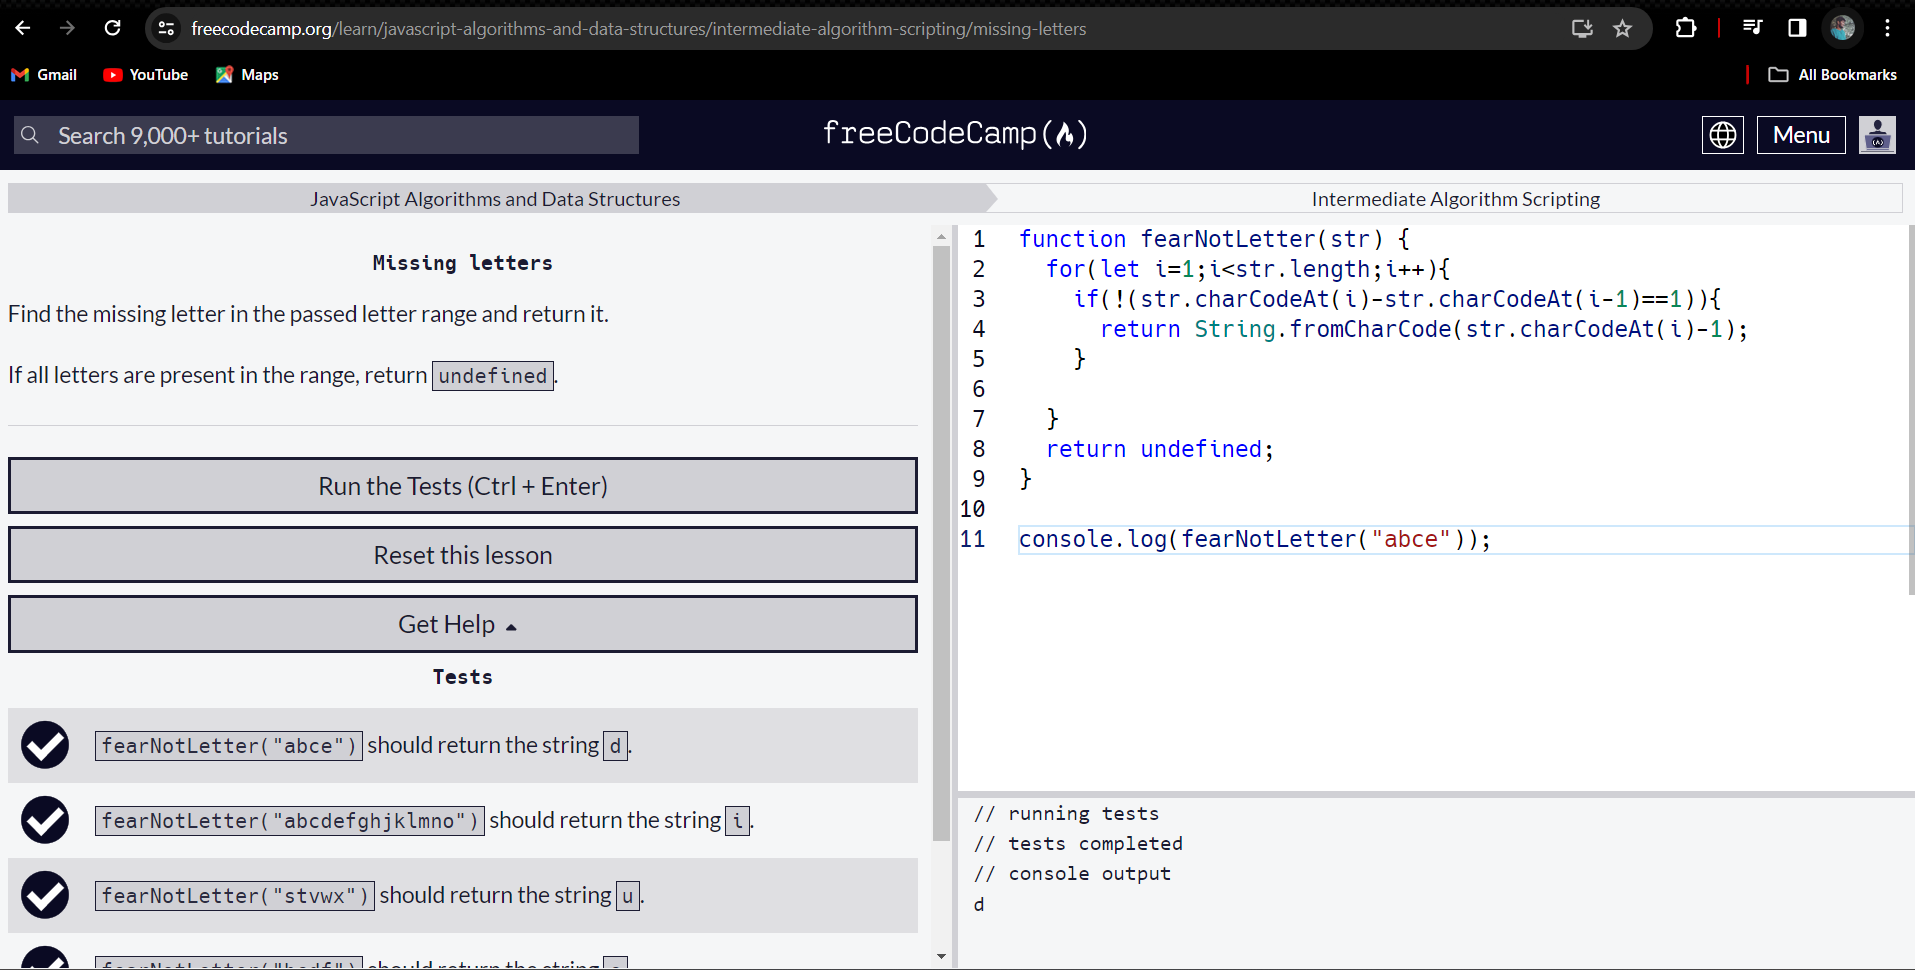 freecodecamp.org/learn/javascript-algorithms-and-data-structures/intermediate-algorithm-scripting/missing-letters
Gmail YouTube Maps All Bookmarks
Search 9,000+ tutorials freeCodeCamp Menu
JavaScript Algorithms and Data Structures Intermediate Algorithm Scripting
Missing letters
Find the missing letter in the passed letter range and return it.
If all letters are present in the range, return undefined.
Run the Tests (Ctrl + Enter)
Reset this lesson
Get Help
Tests
fearNotLetter("abce") should return the string d.
fearNotLetter("abcdefghjklmno") should return the string i.
fearNotLetter("stvwx") should return the string u.
1 function fearNotLetter(str) {
2 for(let i=1;i<str.length;i++){
3 if(!(str.charCodeAt(i)-str.charCodeAt(i-1)==1)){
4 return String.fromCharCode(str.charCodeAt(i)-1);
5 }
6
7 }
8 return undefined;
9 }
10
11 console.log(fearNotLetter("abce"));
// running tests
// tests completed
// console output
d